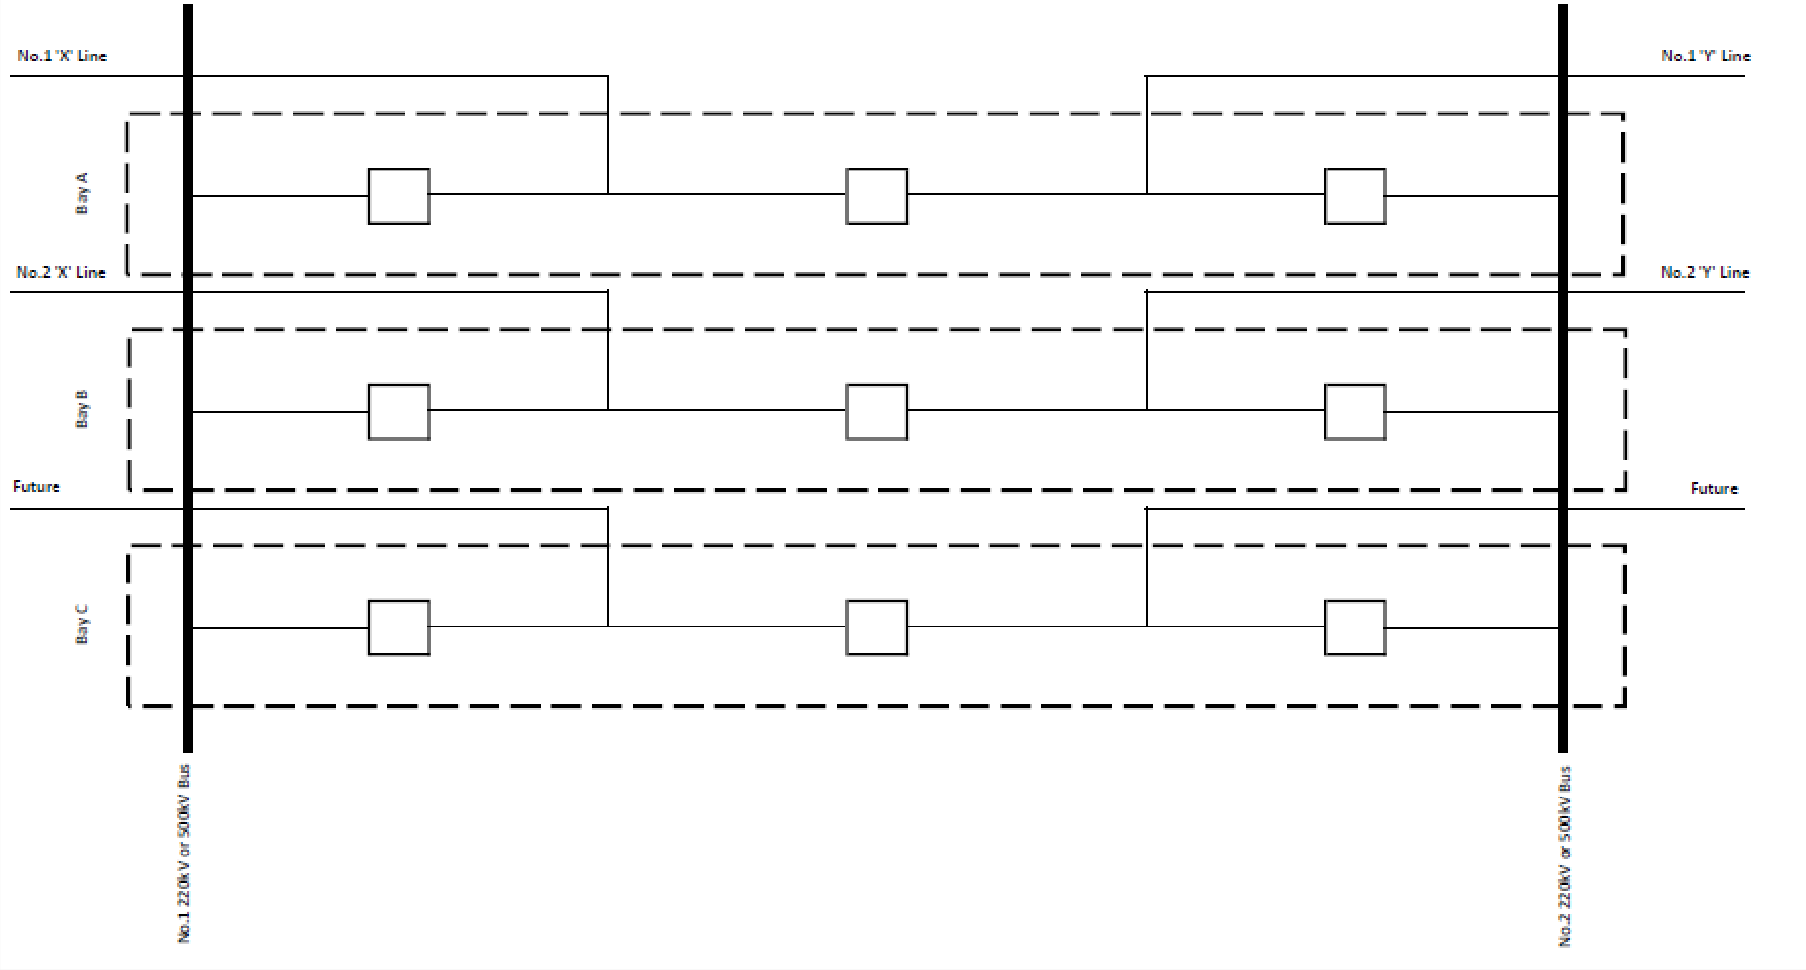 No.1 'X' Line
No.1 'Y' Line
Bay A
No.2 'X' Line
No.2 'Y' Line
Bay B
Future
Future
Bay C
No.1 220kV or 500kV Bus
No.2 220kV or 500kV Bus